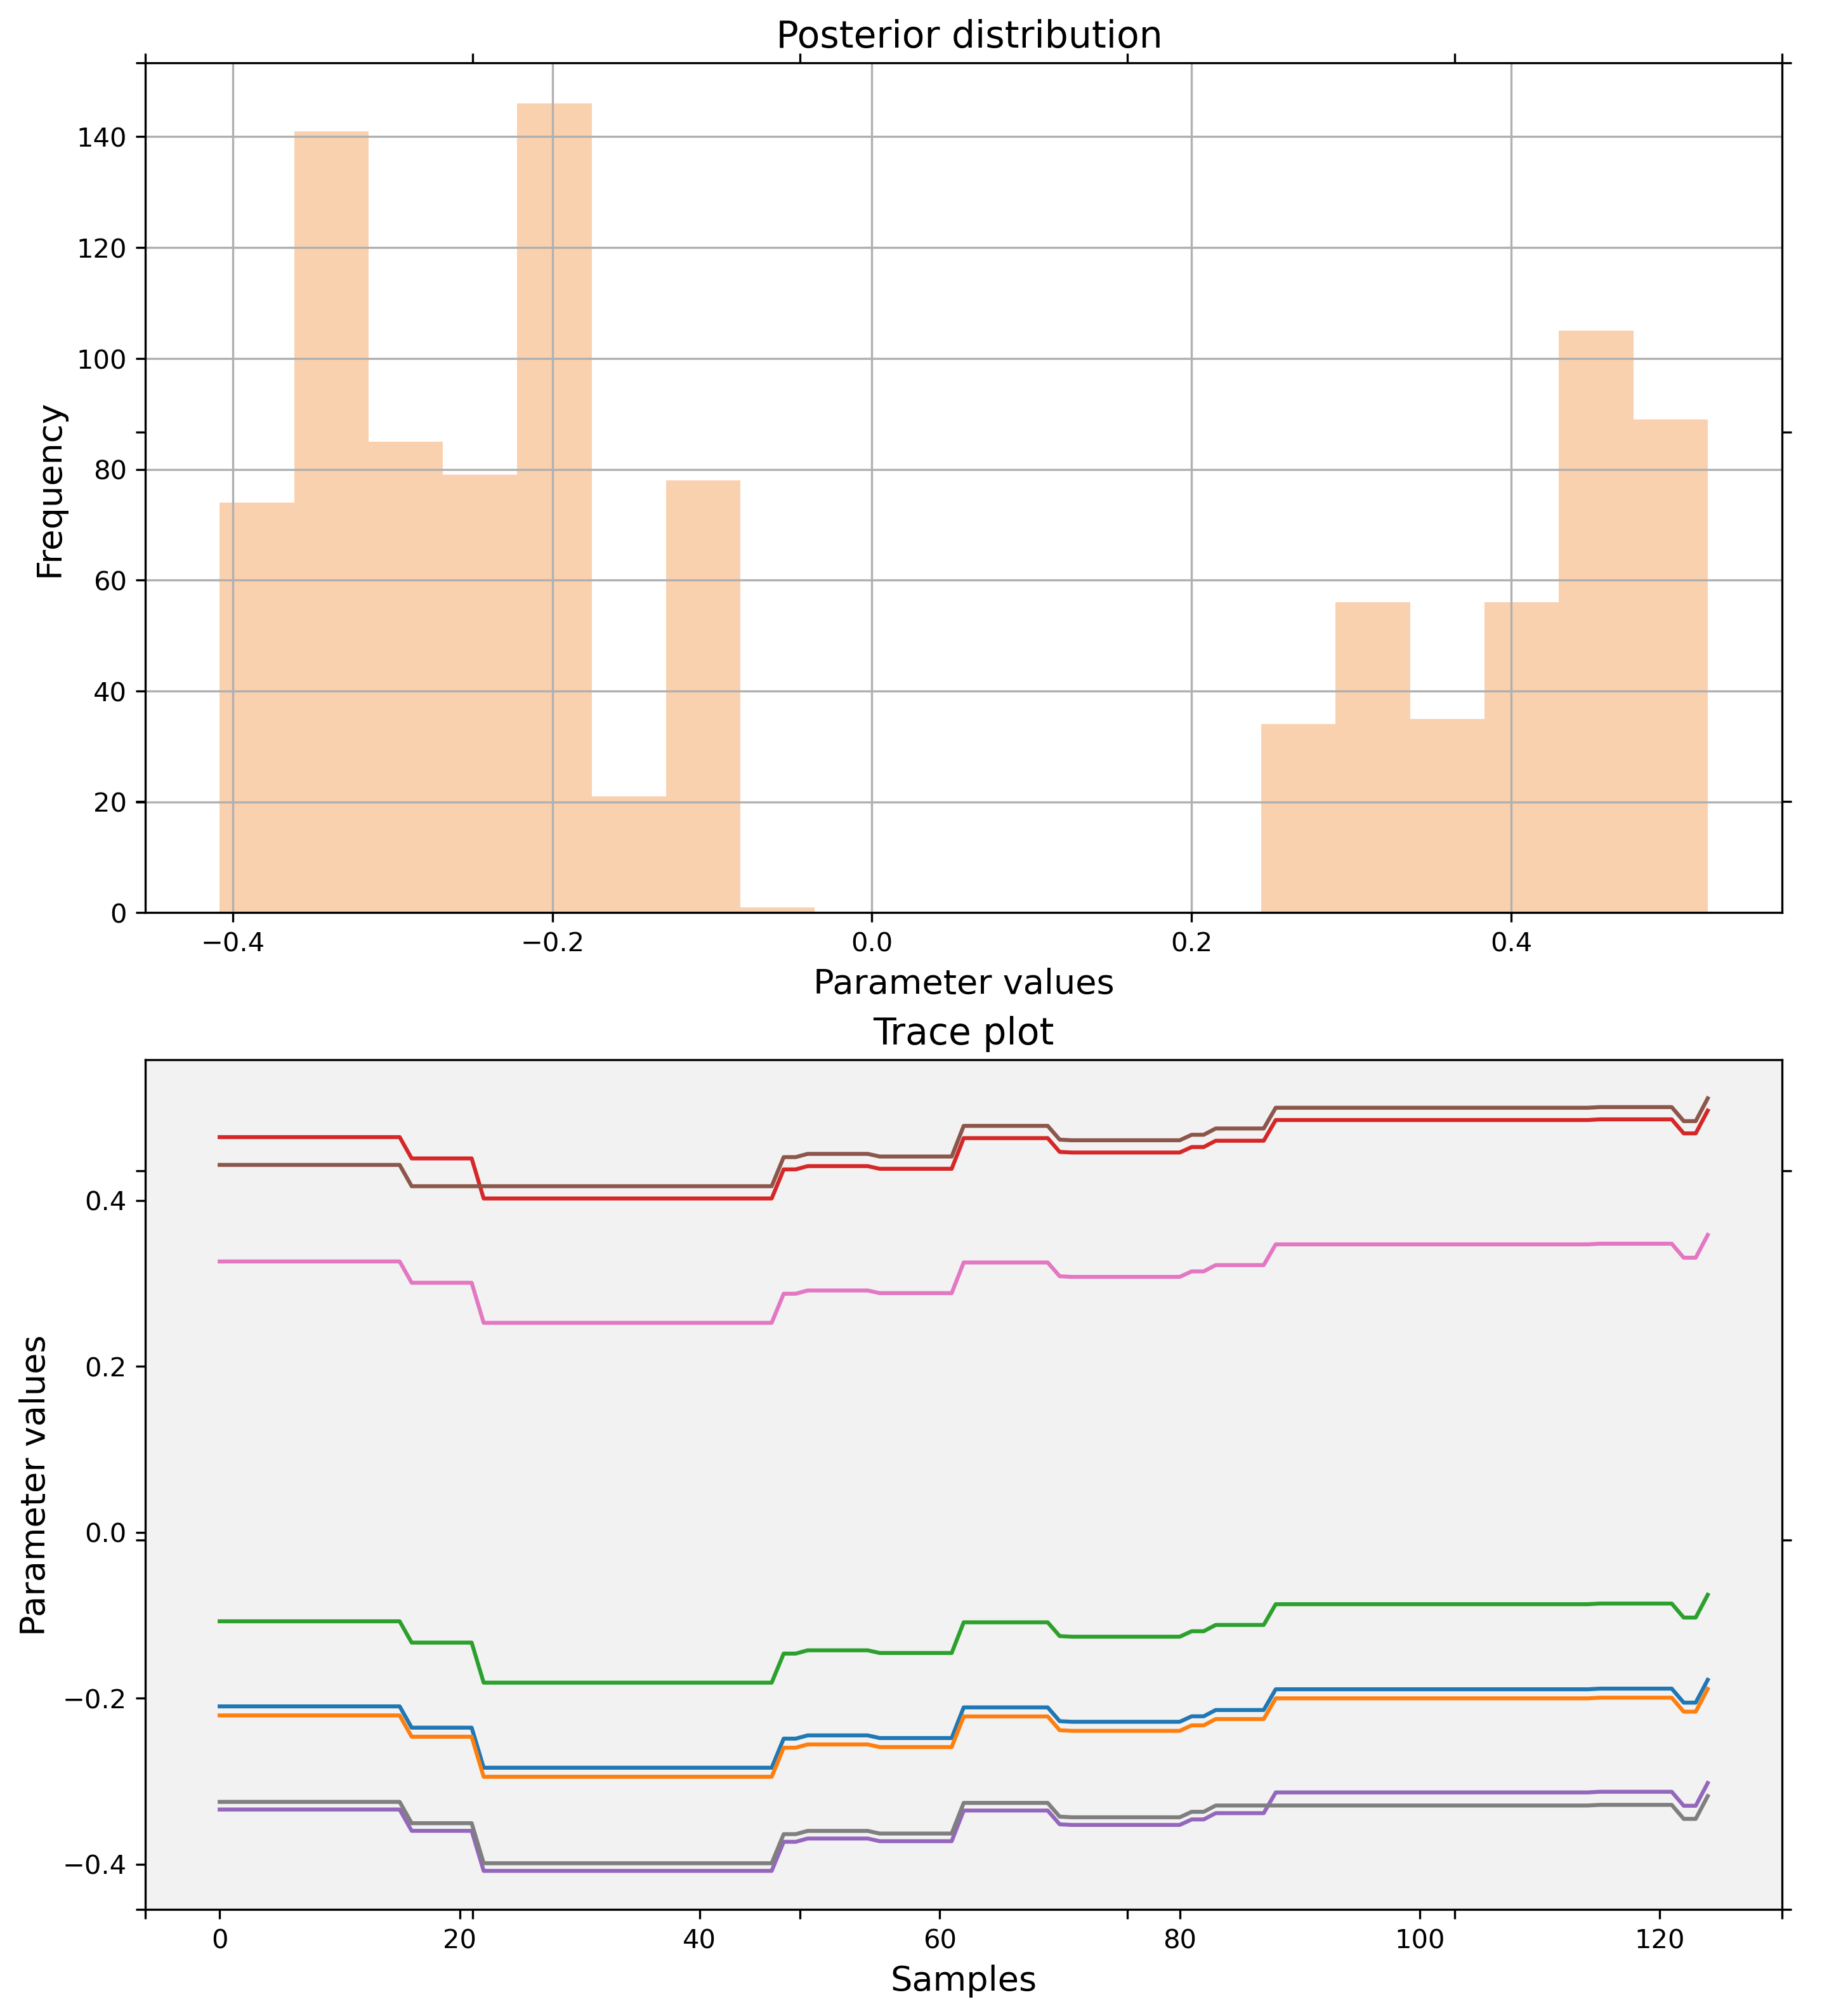 Posterior distribution
140
120
100
80
60
40
20
0
Frequency
−0.4 −0.2 0.0 0.2 0.4
Parameter values
Trace plot
0.4
0.2
0.0
−0.2
−0.4
Parameter values
0 20 40 60 80 100 120
Samples